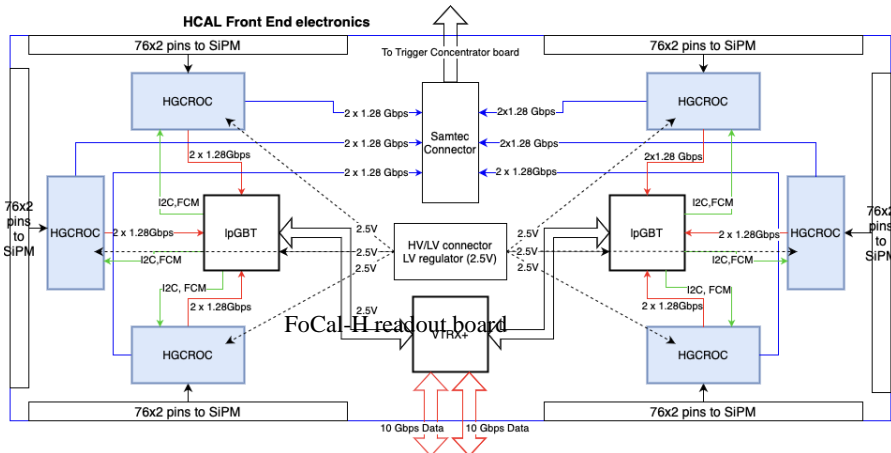 HCAL Front End electronics
76x2 pins to SiPM
76x2 pins to SiPM
To Trigger Concentrator board
HGCROC
HGCROC
2 x 1.28 Gbps
2x1.28 Gbps
Samtec
Connector
2 x 1.28 Gbps
2x1.28 Gbps
2 x 1.28Gbps
2x1.28 Gbps
2 x 1.28 Gbps
2 x 1.28Gbps
76x2
pins
to
SiPM
HGCROC
I2C,FCM
lpGBT
2 x 1.28Gbps
I2C,FCM
2.5V
2.5V
2.5V
HV/LV connector
LV regulator (2.5V)
2.5V
2.5V
2.5V
lpGBT
I2C,FCM
2 x 1.28Gbps
I2C,FCM
HGCROC
76x2
pins
to
SiPM
I2C, FCM
2 x 1.28Gbps
I2C, FCM
2 x 1.28Gbps
2.5V
FoCal-H readout board
VTRX+
HGCROC
HGCROC
76x2 pins to SiPM
76x2 pins to SiPM
10 Gbps Data
10 Gbps Data